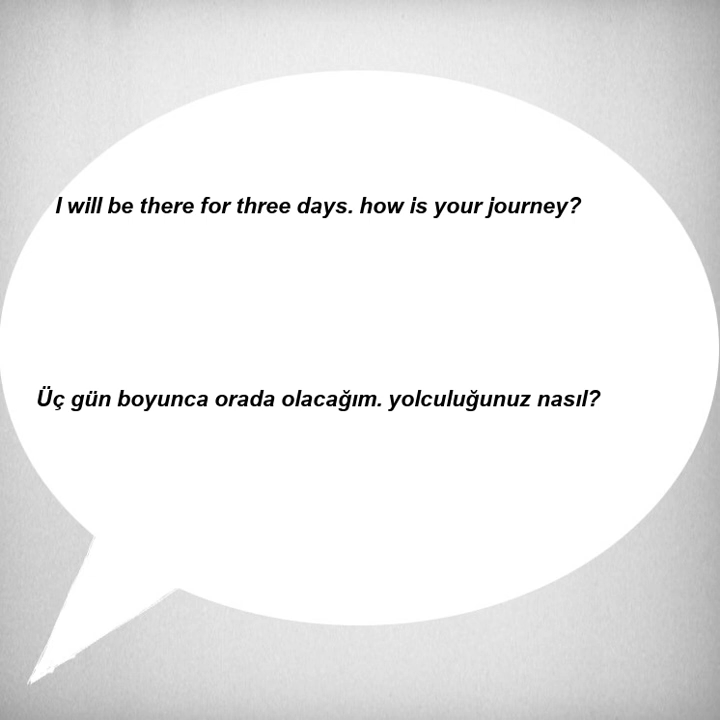 I will be there for three days. how is your journey?
Üç gün boyunca orada olacağım. yolculuğunuz nasıl?